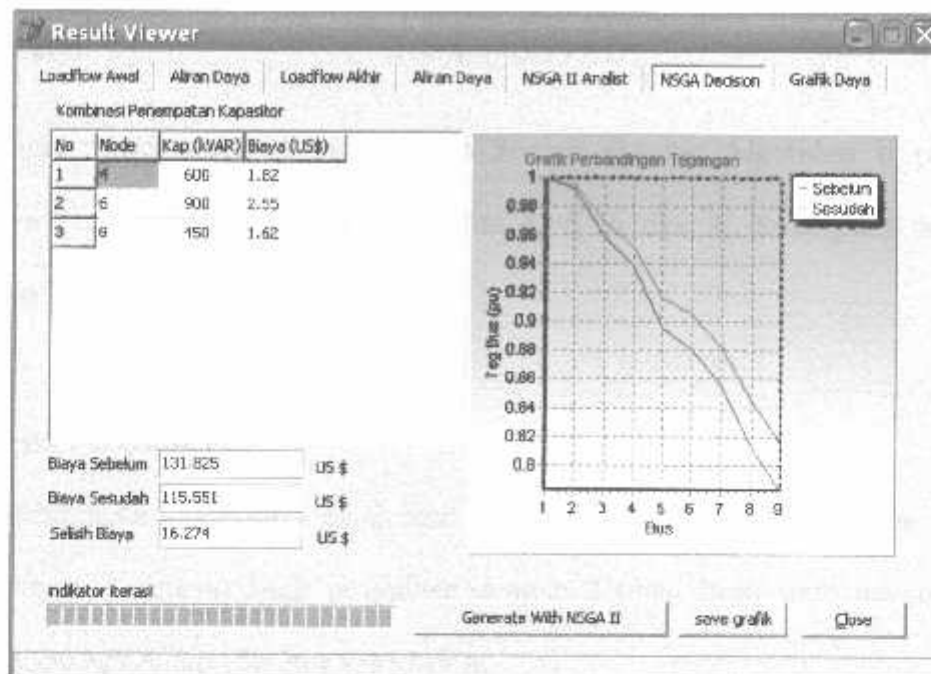 Result Viewer
Loadflow Awal Aliran Daya Loadflow Akhir Aliran Daya NSGA II Analist NSGA Decision Grafik Daya
Kombinasi Penempatan Kapasitor
No Node Kap (kVAR) Biaya (US$)
1 4 600 1.82
2 6 900 2.55
3 6 450 1.62
Grafik Perbandingan Tegangan
Sebelum
Sesudah
1
0.98
0.96
0.94
0.92
0.9
0.88
0.86
0.84
0.82
0.8
Teg Bus (pu)
1 2 3 4 5 6 7 8 9
Bus
Biaya Sebelum 131.825 US $
Biaya Sesudah 115.551 US $
Selisih Biaya 16.274 US $
Indikator iterasi
Generate With NSGA II save grafik Close